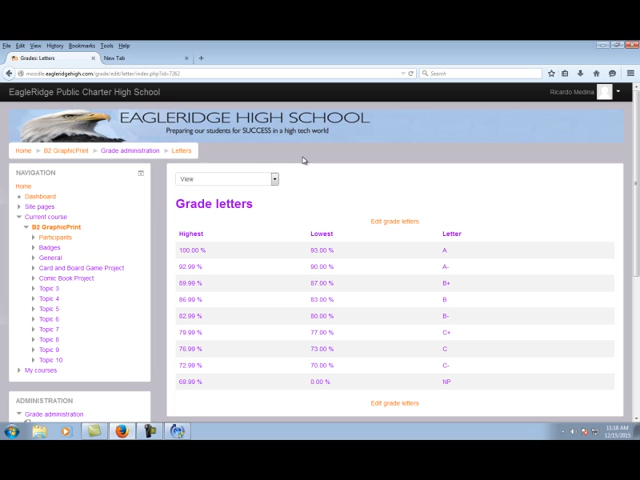 File Edit View History Bookmarks Tools Help
Grades: Letters
New Tab
moodle.eagleridgehigh.com/grade/edit/letter/index.php?id=7262
Search
EagleRidge Public Charter High School
Ricardo Medina
EAGLERIDGE HIGH SCHOOL
Preparing our students for SUCCESS in a high tech world
Home B2 GraphicPrint Grade administration Letters
NAVIGATION
Home
Dashboard
Site pages
Current course
B2 GraphicPrint
Participants
Badges
General
Card and Board Game Project
Comic Book Project
Topic 3
Topic 4
Topic 5
Topic 6
Topic 7
Topic 8
Topic 9
Topic 10
My courses
ADMINISTRATION
Grade administration
View
Grade letters
Edit grade letters
Highest Lowest Letter
100.00 % 93.00 % A
92.99 % 90.00 % A-
89.99 % 87.00 % B+
86.99 % 83.00 % B
82.99 % 80.00 % B-
79.99 % 77.00 % C+
76.99 % 73.00 % C
72.99 % 70.00 % C-
69.99 % 0.00 % NP
Edit grade letters
11:18 AM
12/15/2015